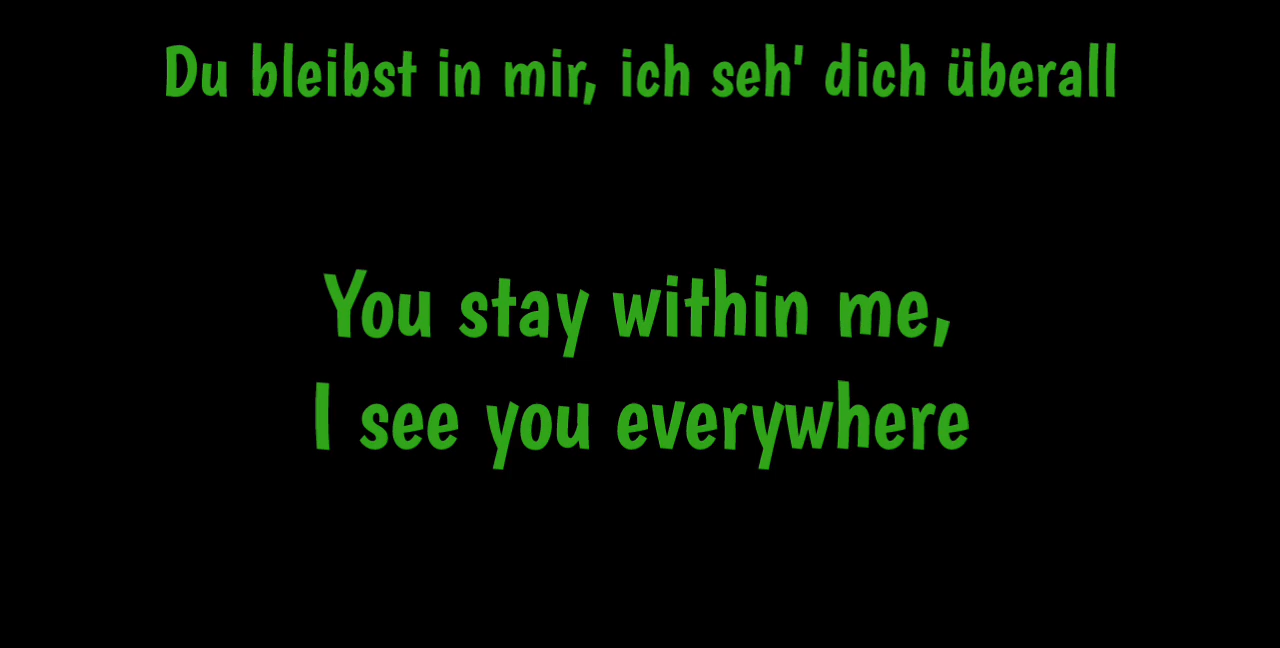 Du bleibst in mir, ich seh' dich überall
You stay within me,
I see you everywhere